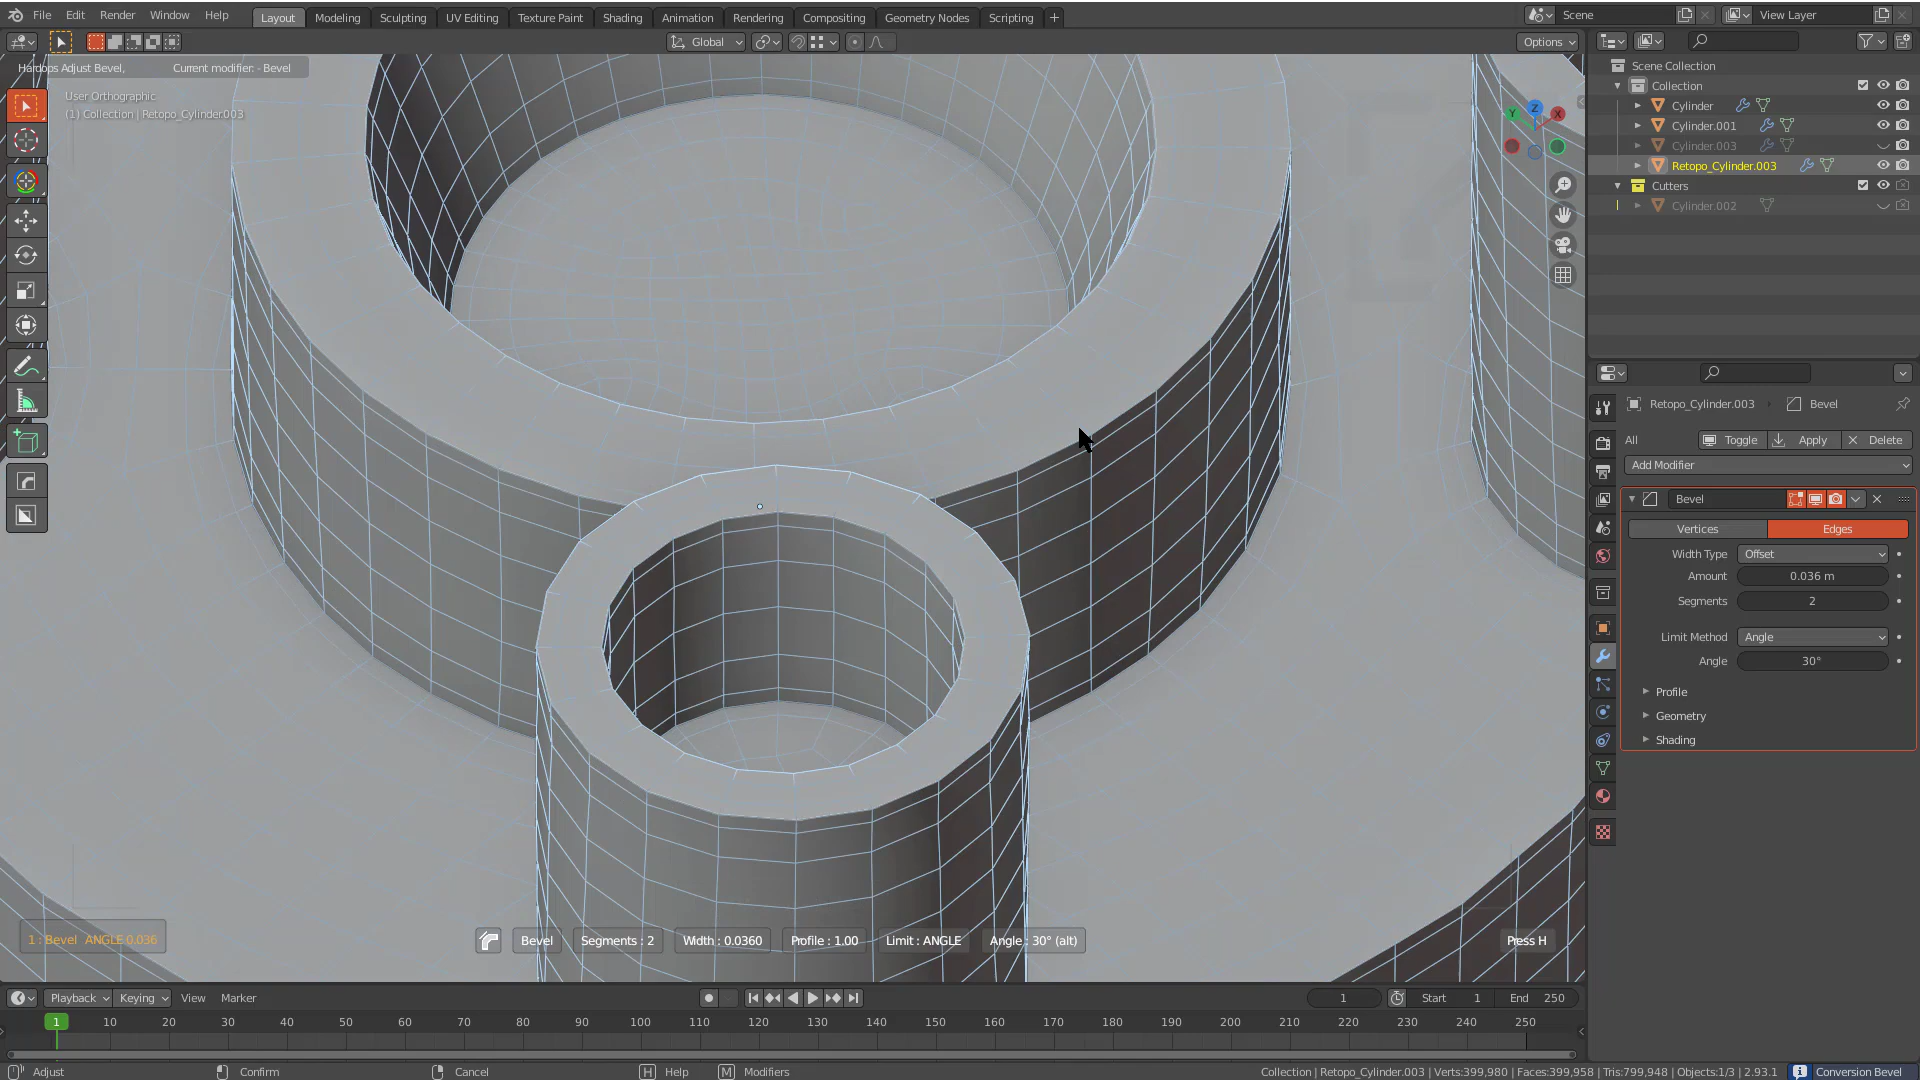 File Edit Render Window Help
Layout Modeling Sculpting UV Editing Texture Paint Shading Animation Rendering Compositing Geometry Nodes Scripting +
Scene
View Layer
Global
Options
Hardops Adjust Bevel, Current modifier: - Bevel
User Orthographic
(1) Collection | Retopo_Cylinder.003
Z
Y
X
Scene Collection
Collection
Cylinder
Cylinder.001
Cylinder.003
Retopo_Cylinder.003
Cutters
Cylinder.002
Retopo_Cylinder.003 Bevel
All Toggle Apply Delete
Add Modifier
Bevel
Vertices Edges
Width Type Offset
Amount 0.036 m
Segments 2
Limit Method Angle
Angle 30°
Profile
Geometry
Shading
1 : Bevel ANGLE 0.036
Bevel Segments : 2 Width : 0.0360 Profile : 1.00 Limit : ANGLE Angle : 30° (alt)
Press H
Playback Keying View Marker
1 Start 1 End 250
1 10 20 30 40 50 60 70 80 90 100 110 120 130 140 150 160 170 180 190 200 210 220 230 240 250
Adjust Confirm Cancel H Help M Modifiers
Collection | Retopo_Cylinder.003 | Verts:399,980 | Faces:399,958 | Tris:799,948 | Objects:1/3 | 2.93.1
Conversion Bevel